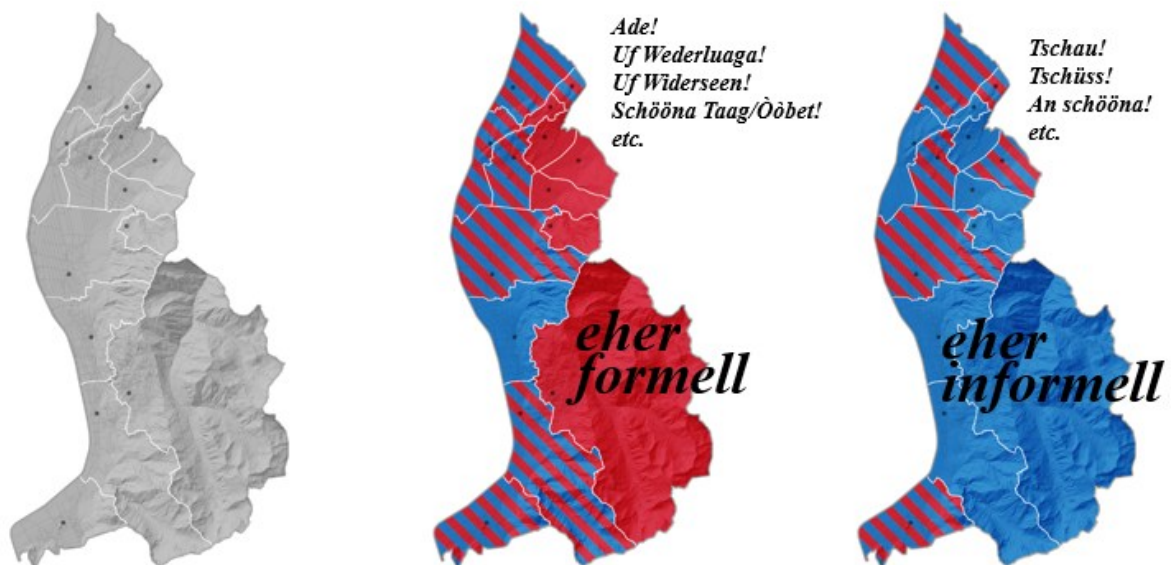 Ade!
Uf Wederluaga!
Uf Widerseen!
Schööna Taag/Òòbet!
etc.
eher
formell
Tschau!
Tschüss!
An schööna!
etc.
eher
informell